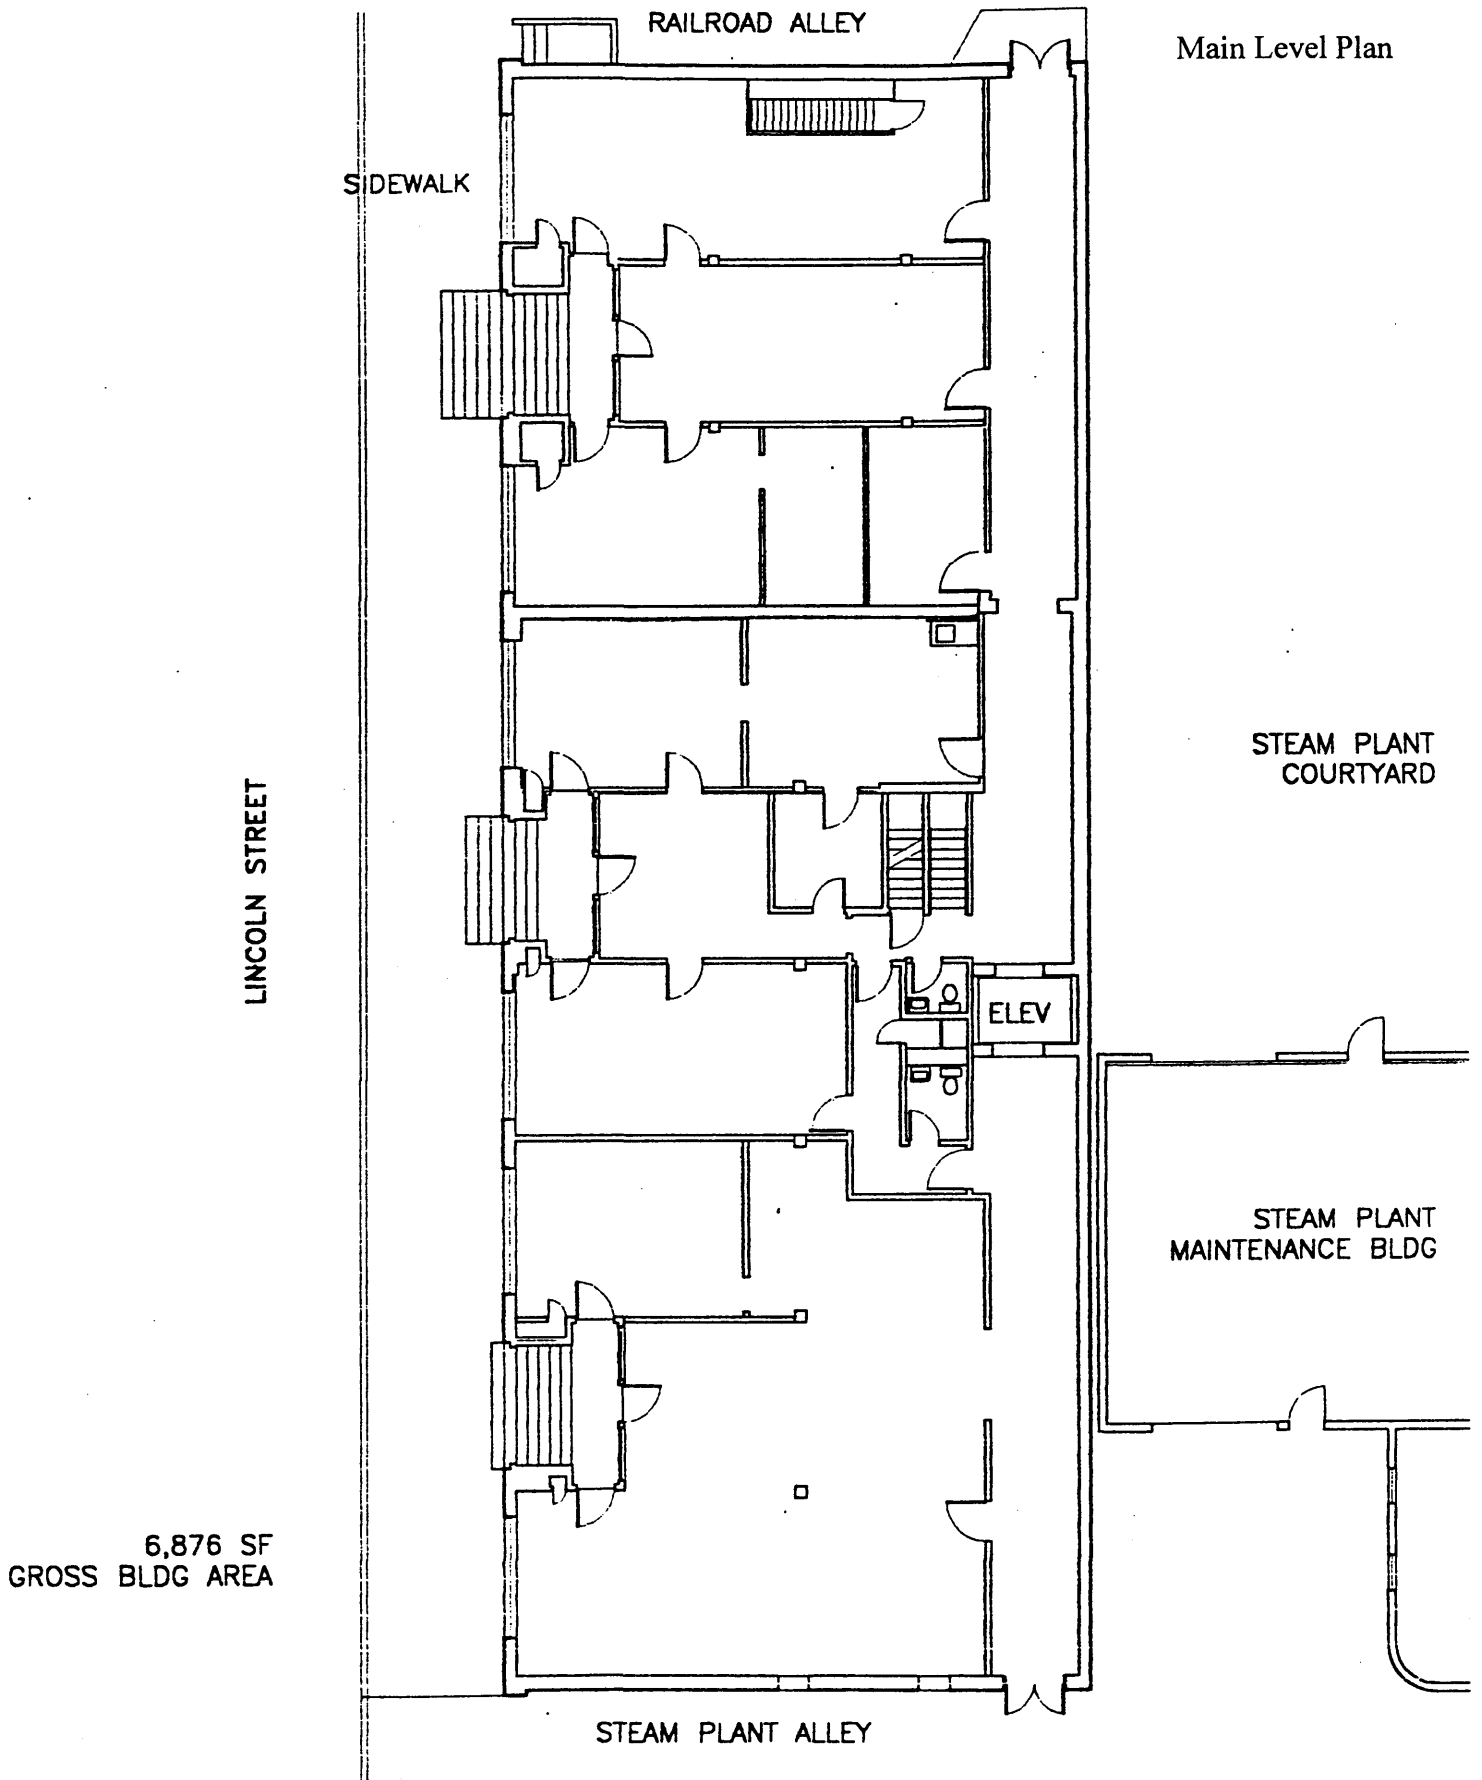 RAILROAD ALLEY
Main Level Plan
SIDEWALK
STEAM PLANT
COURTYARD
LINCOLN STREET
ELEV
STEAM PLANT
MAINTENANCE BLDG
6,876 SF
GROSS BLDG AREA
STEAM PLANT ALLEY